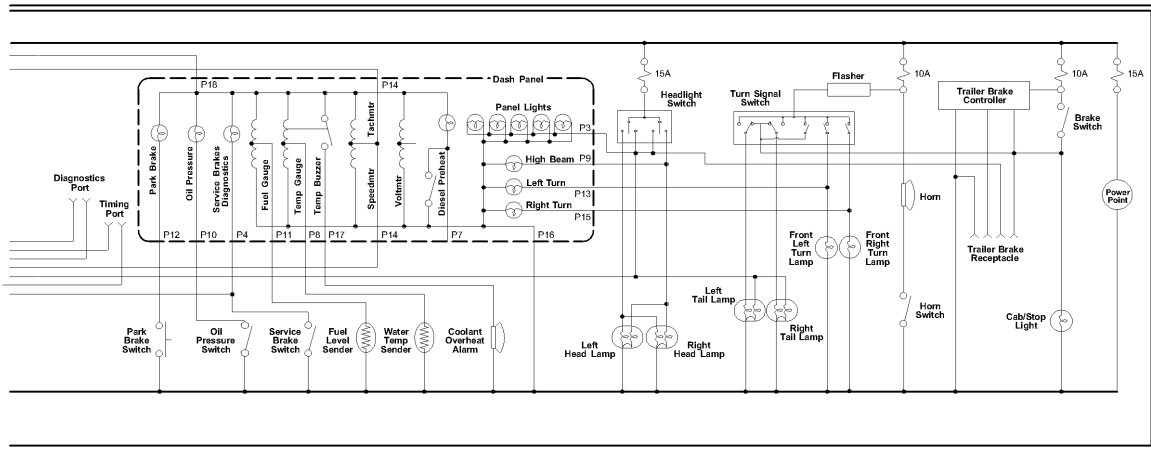 Dash Panel
P18
P14
15A
Headlight
Switch
Turn Signal
Switch
Flasher
10A
Trailer Brake
Controller
10A
15A
Brake
Switch
Panel Lights
P3
High Beam
P9
Left Turn
P13
Right Turn
P15
Park Brake
Oil Pressure
Service Brakes
Diagnostics
Fuel Gauge
Temp Gauge
Temp Buzzer
Tachmtr
Speedmtr
Voltmtr
Diesel Preheat
Diagnostics
Port
Timing
Port
P12
P10
P4
P11
P8
P17
P14
P7
P16
Horn
Power
Point
Front
Left
Turn
Lamp
Front
Right
Turn
Lamp
Trailer Brake
Receptacle
Left
Tail Lamp
Right
Tail Lamp
Horn
Switch
Cab/Stop
Light
Park
Brake
Switch
Oil
Pressure
Switch
Service
Brake
Switch
Fuel
Level
Sender
Water
Temp
Sender
Coolant
Overheat
Alarm
Left
Head Lamp
Right
Head Lamp